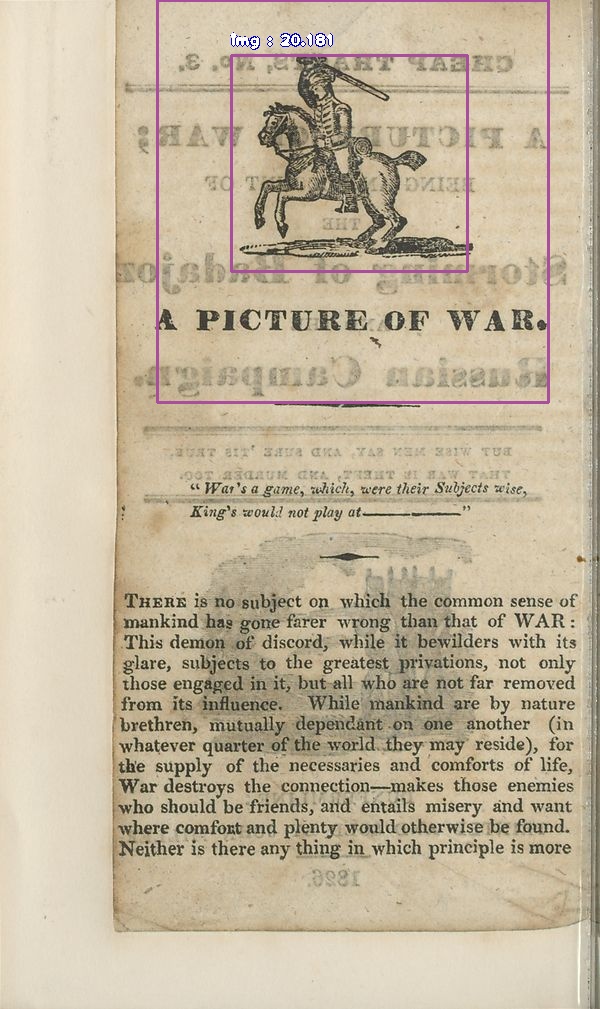 img : 20.181
A PICTURE OF WAR.
“ War's a game, which, were their Subjects wise,
King's would not play at————”
THERE is no subject on which the common sense of
mankind has gone farer wrong than that of WAR :
This demon of discord, while it bewilders with its
glare, subjects to the greatest privations, not only
those engaged in it, but all who are not far removed
from its influence. While mankind are by nature
brethren, mutually dependant on one another (in
whatever quarter of the world they may reside), for
the supply of the necessaries and comforts of life,
War destroys the connection—makes those enemies
who should be friends, and entails misery and want
where comfort and plenty would otherwise be found.
Neither is there any thing in which principle is more